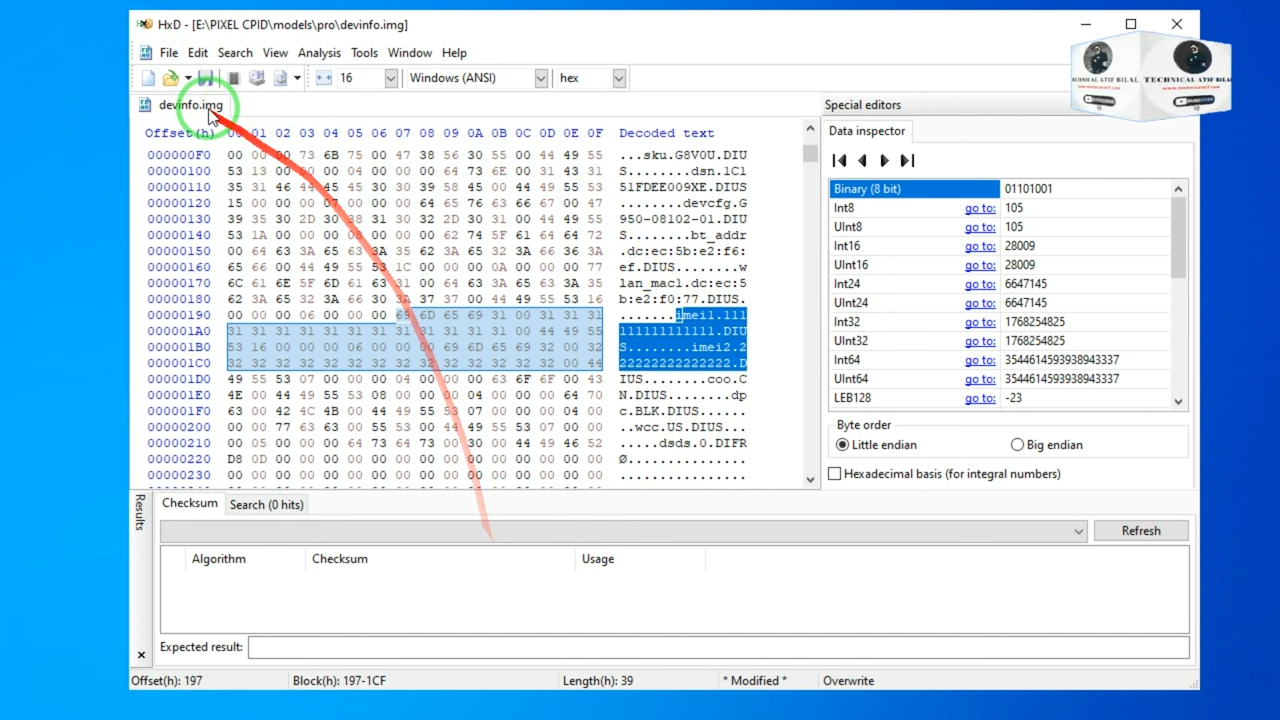 HxD - [E:\PIXEL CPID\models\pro\devinfo.img]
File Edit Search View Analysis Tools Window Help
16 Windows (ANSI) hex
TECHNICAL ATIF BILAL
devinfo.img
Special editors
Data inspector
Offset(h) 00 01 02 03 04 05 06 07 08 09 0A 0B 0C 0D 0E 0F Decoded text
000000F0 00 00 00 73 6B 75 00 47 38 56 30 55 00 44 49 55 ...sku.G8V0U.DIU
00000100 53 13 00 00 00 04 00 00 00 64 73 6E 00 31 43 31 S........dsn.1C1
00000110 35 31 46 44 45 45 30 30 39 58 45 00 44 49 55 53 51FDEE009XE.DIUS
00000120 15 00 00 00 07 00 00 00 64 65 76 63 66 67 00 47 ........devcfg.G
00000130 39 35 30 2D 30 38 31 30 32 2D 30 31 00 44 49 55 950-08102-01.DIU
00000140 53 1A 00 00 00 08 00 00 00 62 74 5F 61 64 64 72 S........bt_addr
00000150 00 64 63 3A 65 63 3A 35 62 3A 65 32 3A 66 36 3A .dc:ec:5b:e2:f6:
00000160 65 66 00 44 49 55 53 1C 00 00 00 0A 00 00 00 77 ef.DIUS........w
00000170 6C 61 6E 5F 6D 61 63 31 00 64 63 3A 65 63 3A 35 lan_mac1.dc:ec:5
00000180 62 3A 65 32 3A 66 30 3A 37 37 00 44 49 55 53 16 b:e2:f0:77.DIUS.
00000190 00 00 00 06 00 00 00 69 6D 65 69 31 00 31 31 31 .......imei1.111
000001A0 31 31 31 31 31 31 31 31 31 31 31 31 00 44 49 55 111111111111.DIU
000001B0 53 16 00 00 00 06 00 00 00 69 6D 65 69 32 00 32 S........imei2.2
000001C0 32 32 32 32 32 32 32 32 32 32 32 32 32 32 00 44 22222222222222.D
000001D0 49 55 53 07 00 00 00 04 00 00 00 63 6F 6F 00 43 IUS........coo.C
000001E0 4E 00 44 49 55 53 08 00 00 00 04 00 00 00 64 70 N.DIUS........dp
000001F0 63 00 42 4C 4B 00 44 49 55 53 07 00 00 00 04 00 c.BLK.DIUS......
00000200 00 00 77 63 63 00 55 53 00 44 49 55 53 07 00 00 ..wcc.US.DIUS...
00000210 00 05 00 00 00 64 73 64 73 00 30 00 44 49 46 52 .....dsds.0.DIFR
00000220 D8 0D 00 00 00 00 00 00 00 00 00 00 00 00 00 00 Ø...............
00000230 00 00 00 00 00 00 00 00 00 00 00 00 00 00 00 00 ................
Binary (8 bit) 01101001
Int8 go to: 105
UInt8 go to: 105
Int16 go to: 28009
UInt16 go to: 28009
Int24 go to: 6647145
UInt24 go to: 6647145
Int32 go to: 1768254825
UInt32 go to: 1768254825
Int64 go to: 3544614593938943337
UInt64 go to: 3544614593938943337
LEB128 go to: -23
Byte order
Little endian Big endian
Hexadecimal basis (for integral numbers)
Results
Checksum Search (0 hits)
Refresh
Algorithm Checksum Usage
Expected result:
Offset(h): 197 Block(h): 197-1CF Length(h): 39 * Modified * Overwrite